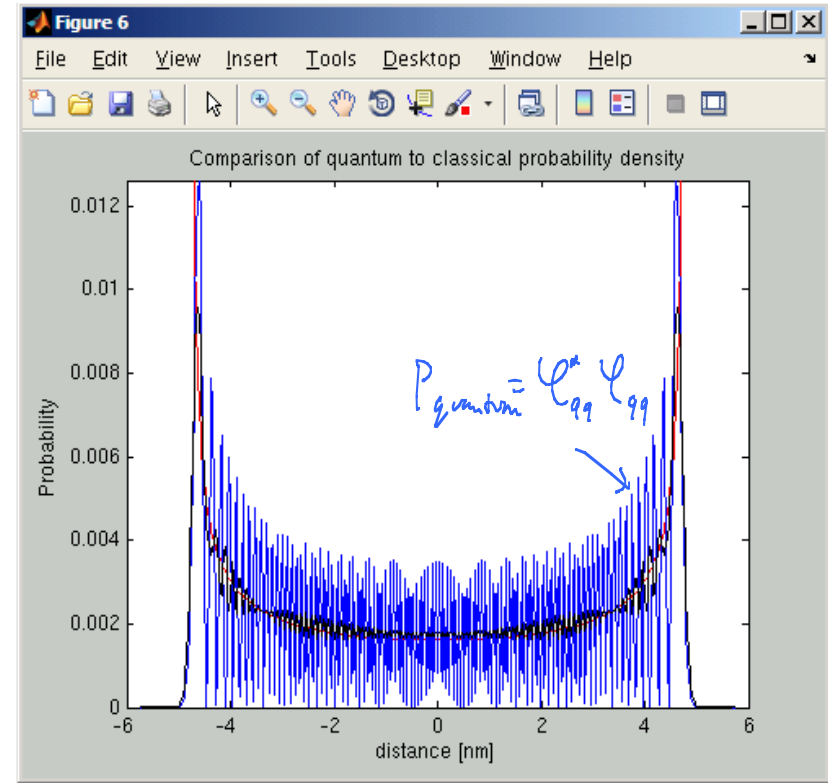 Figure 6
File Edit View Insert Tools Desktop Window Help
Comparison of quantum to classical probability density
0.012
0.01
0.008
0.006
0.004
0.002
0
Probability
P_quantum = φ*_99 φ_99
-6 -4 -2 0 2 4 6
distance [nm]